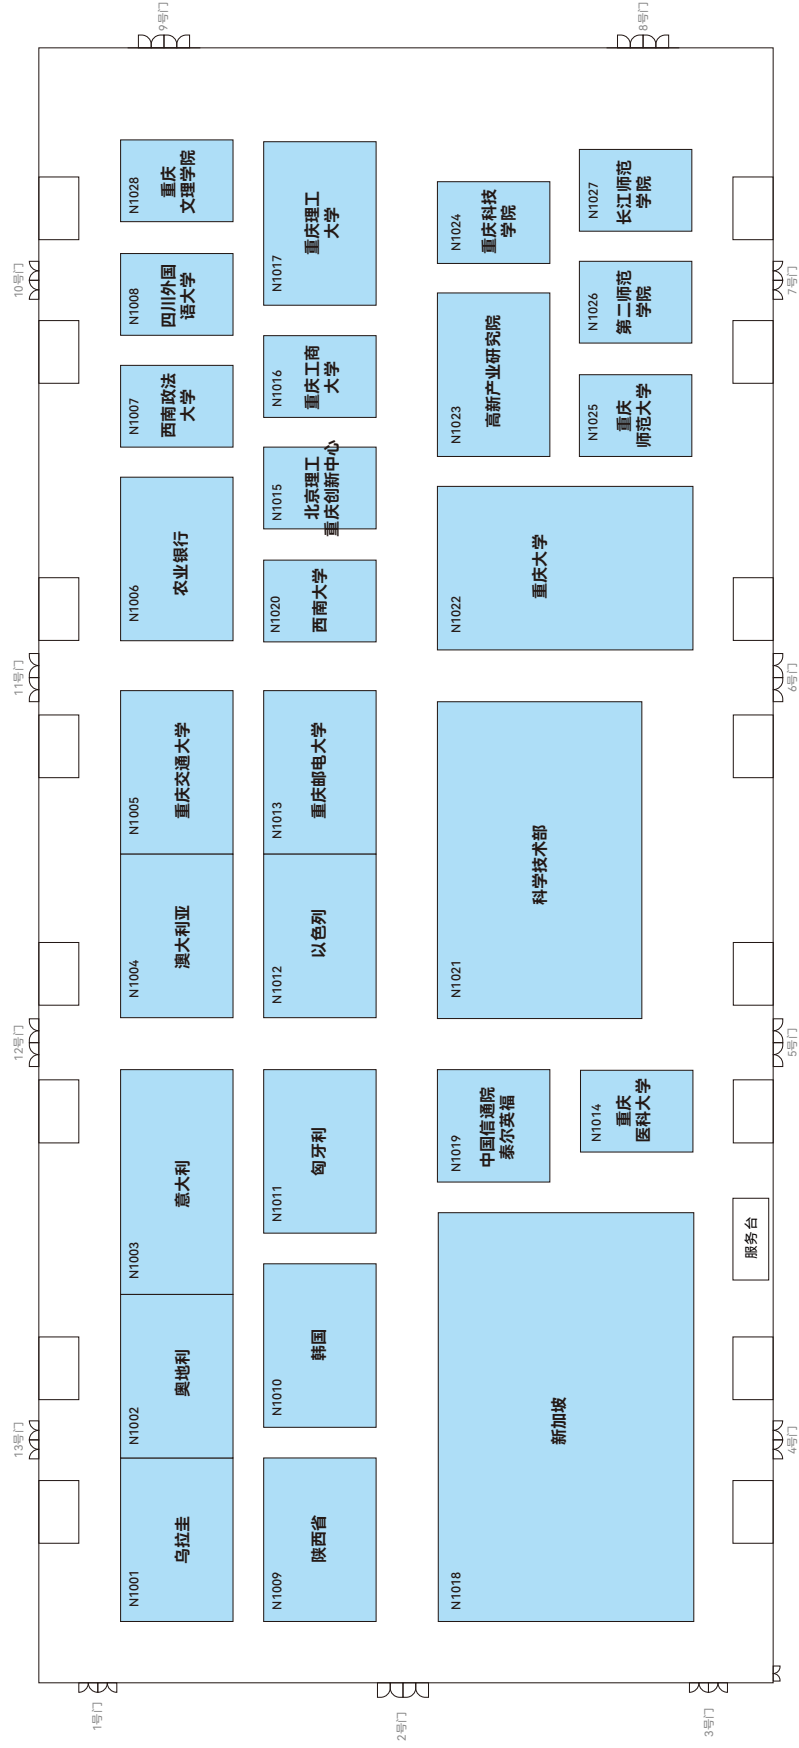 9号门
8号门
10号门
7号门
11号门
6号门
12号门
5号门
13号门
4号门
1号门
2号门
3号门
N1028
重庆
文理学院
N1008
四川外国
语大学
N1007
西南政法
大学
N1006
农业银行
N1005
重庆交通大学
N1004
澳大利亚
N1003
意大利
N1002
奥地利
N1001
乌拉圭
N1017
重庆理工
大学
N1016
重庆工商
大学
N1015
北京理工
重庆创新中心
N1020
西南大学
N1013
重庆邮电大学
N1012
以色列
N1011
匈牙利
N1010
韩国
N1009
陕西省
N1024
重庆科技
学院
N1023
高新产业研究院
N1022
重庆大学
N1021
科学技术部
N1019
中国信通院
泰尔英福
N1018
新加坡
N1027
长江师范
学院
N1026
第二师范
学院
N1025
重庆
师范大学
N1014
重庆
医科大学
服务台